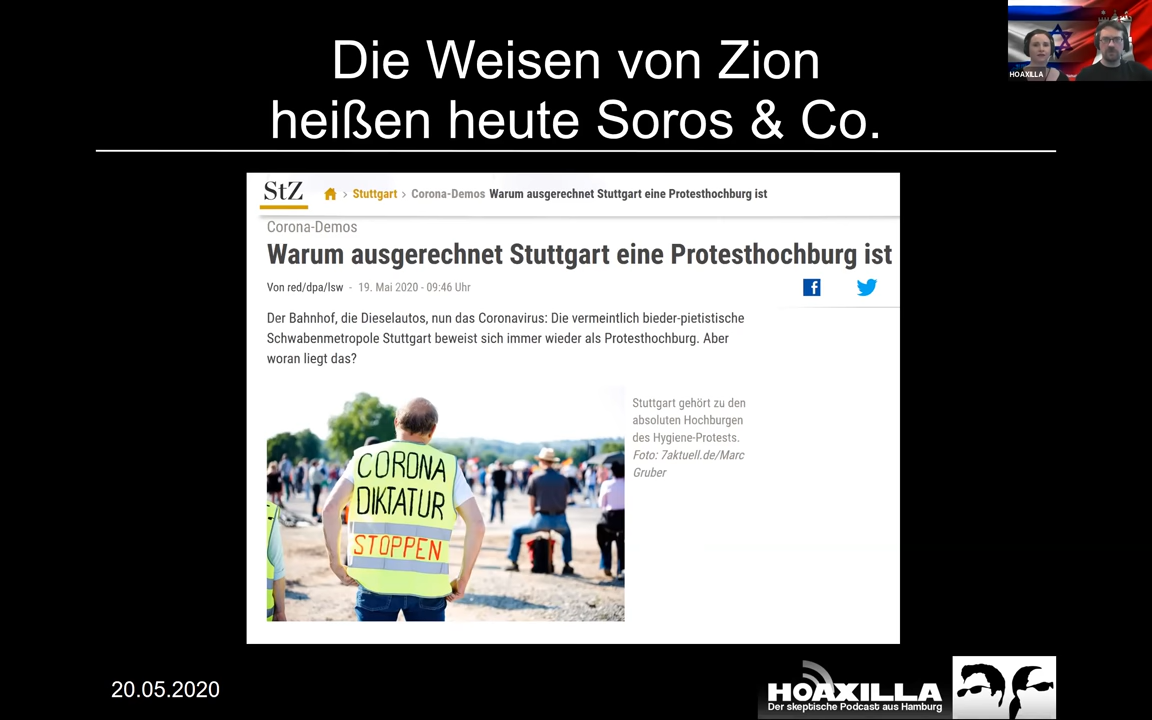 Die Weisen von Zion
heißen heute Soros & Co.
HOAXILLA
StZ
Stuttgart › Corona-Demos Warum ausgerechnet Stuttgart eine Protesthochburg ist
Corona-Demos
Warum ausgerechnet Stuttgart eine Protesthochburg ist
Von red/dpa/lsw - 19. Mai 2020 - 09:46 Uhr
Der Bahnhof, die Dieselautos, nun das Coronavirus: Die vermeintlich bieder-pietistische
Schwabenmetropole Stuttgart beweist sich immer wieder als Protesthochburg. Aber
woran liegt das?
CORONA
DIKTATUR
STOPPEN
Stuttgart gehört zu den
absoluten Hochburgen
des Hygiene-Protests.
Foto: 7aktuell.de/Marc
Gruber
20.05.2020
HOAXILLA
Der skeptische Podcast aus Hamburg